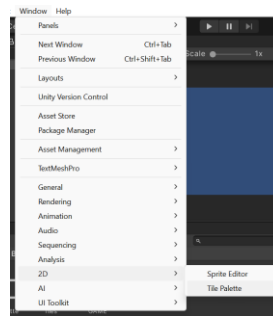 Window Help
Panels
Next Window Ctrl+Tab
Previous Window Ctrl+Shift+Tab
Scale 1x
Layouts
Unity Version Control
Asset Store
Package Manager
Asset Management
TextMeshPro
General
Rendering
Animation
Audio
Sequencing
Analysis
2D
Sprite Editor
AI
Tile Palette
UI Toolkit